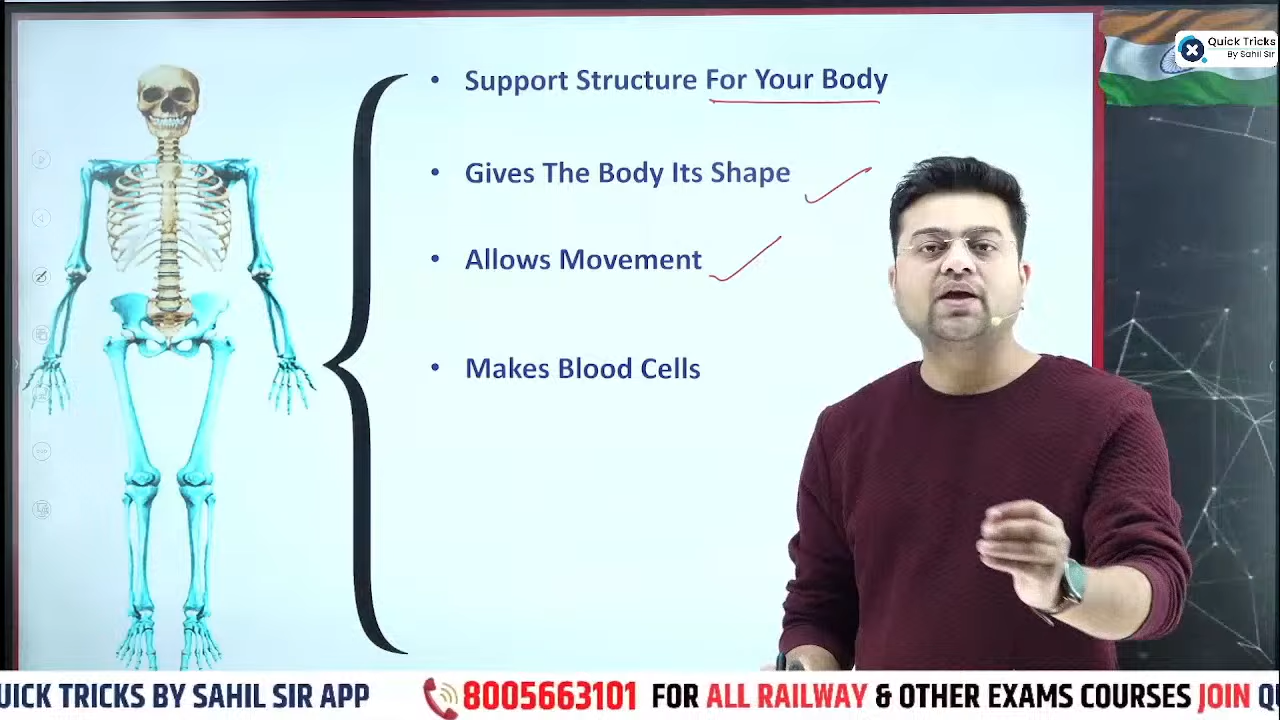 Support Structure For Your Body
Quick Tricks
By Sahil Sir
Gives The Body Its Shape
Allows Movement
Makes Blood Cells
UICK TRICKS BY SAHIL SIR APP 8005663101 FOR ALL RAILWAY & OTHER EXAMS COURSES JOIN Q